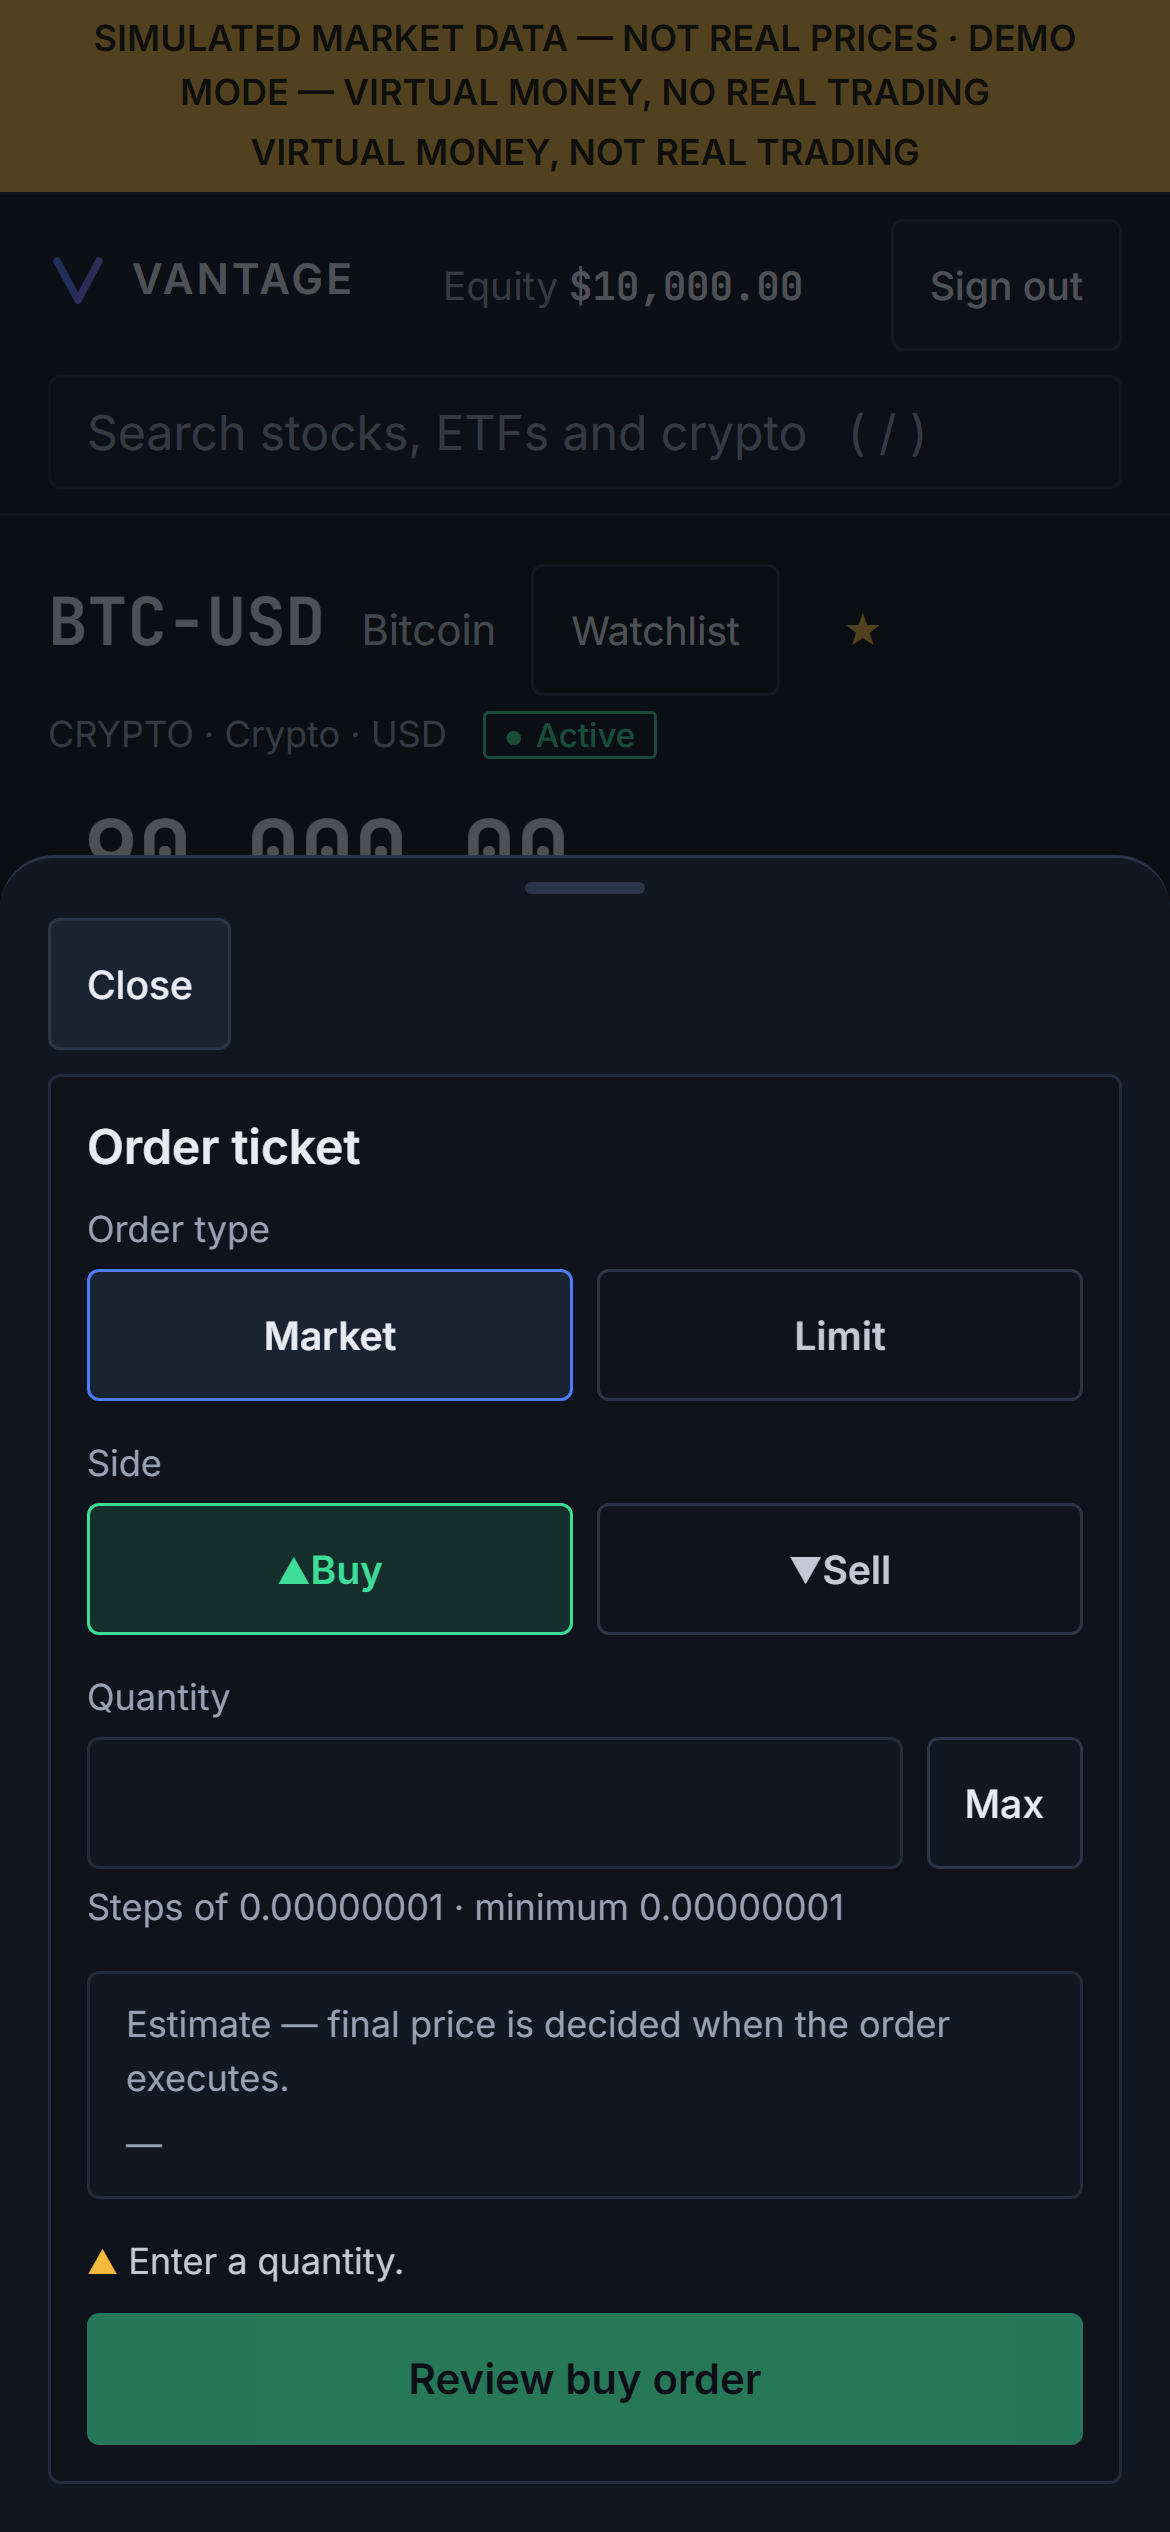 SIMULATED MARKET DATA — NOT REAL PRICES · DEMO
MODE — VIRTUAL MONEY, NO REAL TRADING
VIRTUAL MONEY, NOT REAL TRADING
VANTAGE Equity $10,000.00 Sign out
Search stocks, ETFs and crypto ( / )
BTC-USD Bitcoin Watchlist ★
CRYPTO · Crypto · USD ● Active
Close
Order ticket
Order type
Market Limit
Side
▲Buy ▼Sell
Quantity
Max
Steps of 0.00000001 · minimum 0.00000001
Estimate — final price is decided when the order
executes.
—
▲ Enter a quantity.
Review buy order